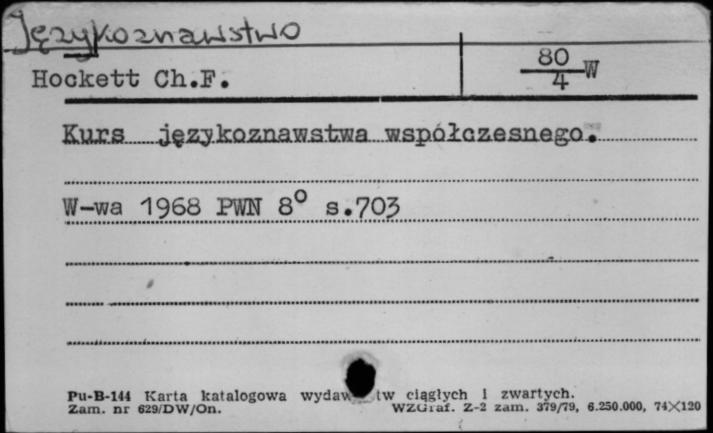 Językoznawstwo
Hockett Ch.F.
80/4 W
Kurs językoznawstwa współczesnego.
W-wa 1968 PWN 8° s.703
Pu-B-144 Karta katalogowa wydaw tw ciągłych i zwartych.
Zam. nr 629/DW/On. WZGraf. Z-2 zam. 379/79, 6.250.000, 74×120